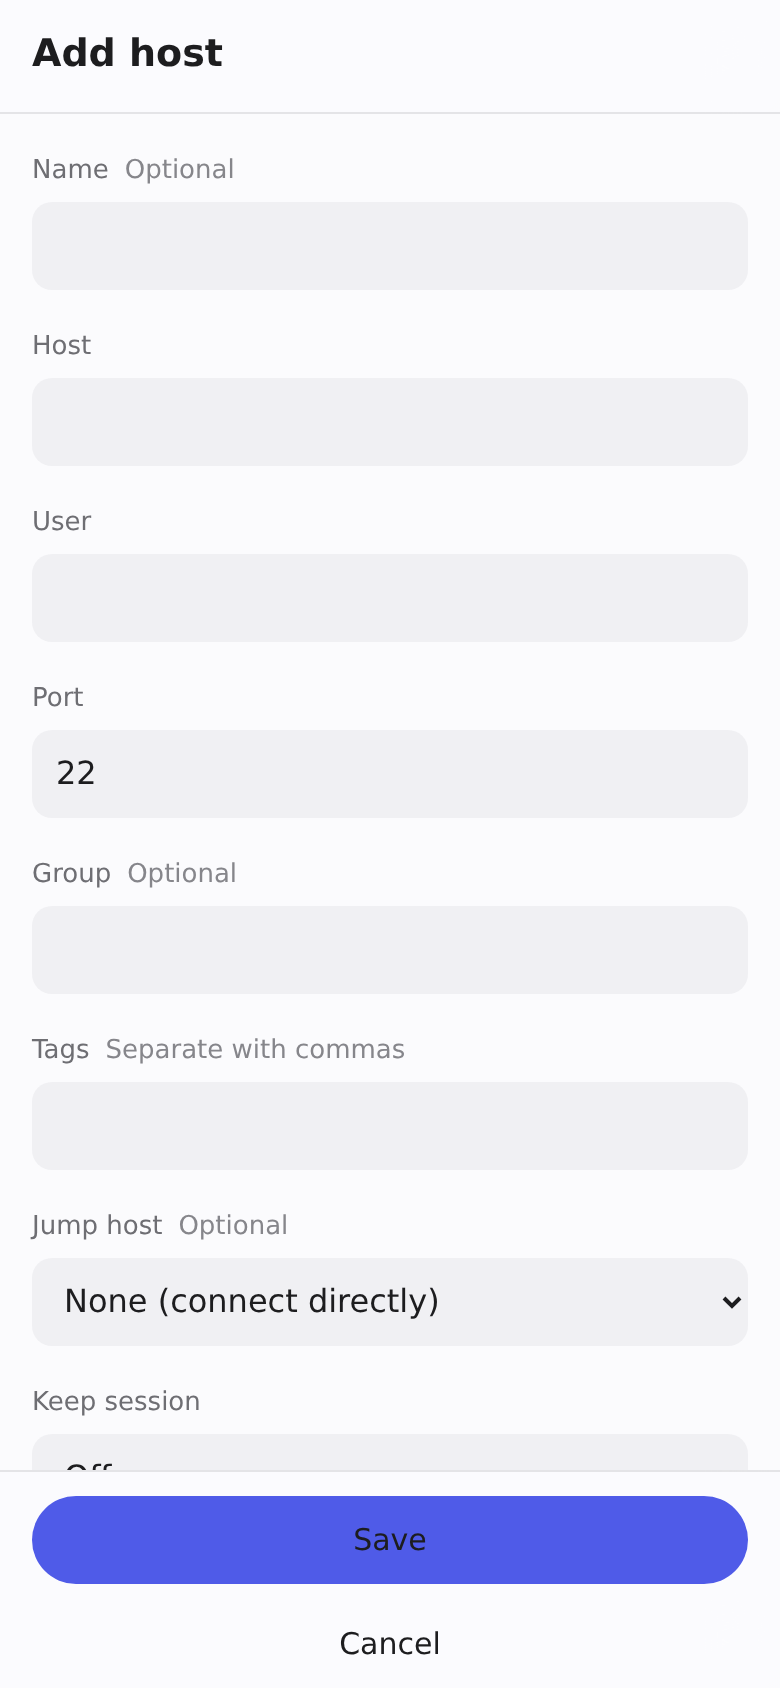 Add host
Name Optional
Host
User
Port
22
Group Optional
Tags Separate with commas
Jump host Optional
None (connect directly)
Keep session
Off
Save
Cancel